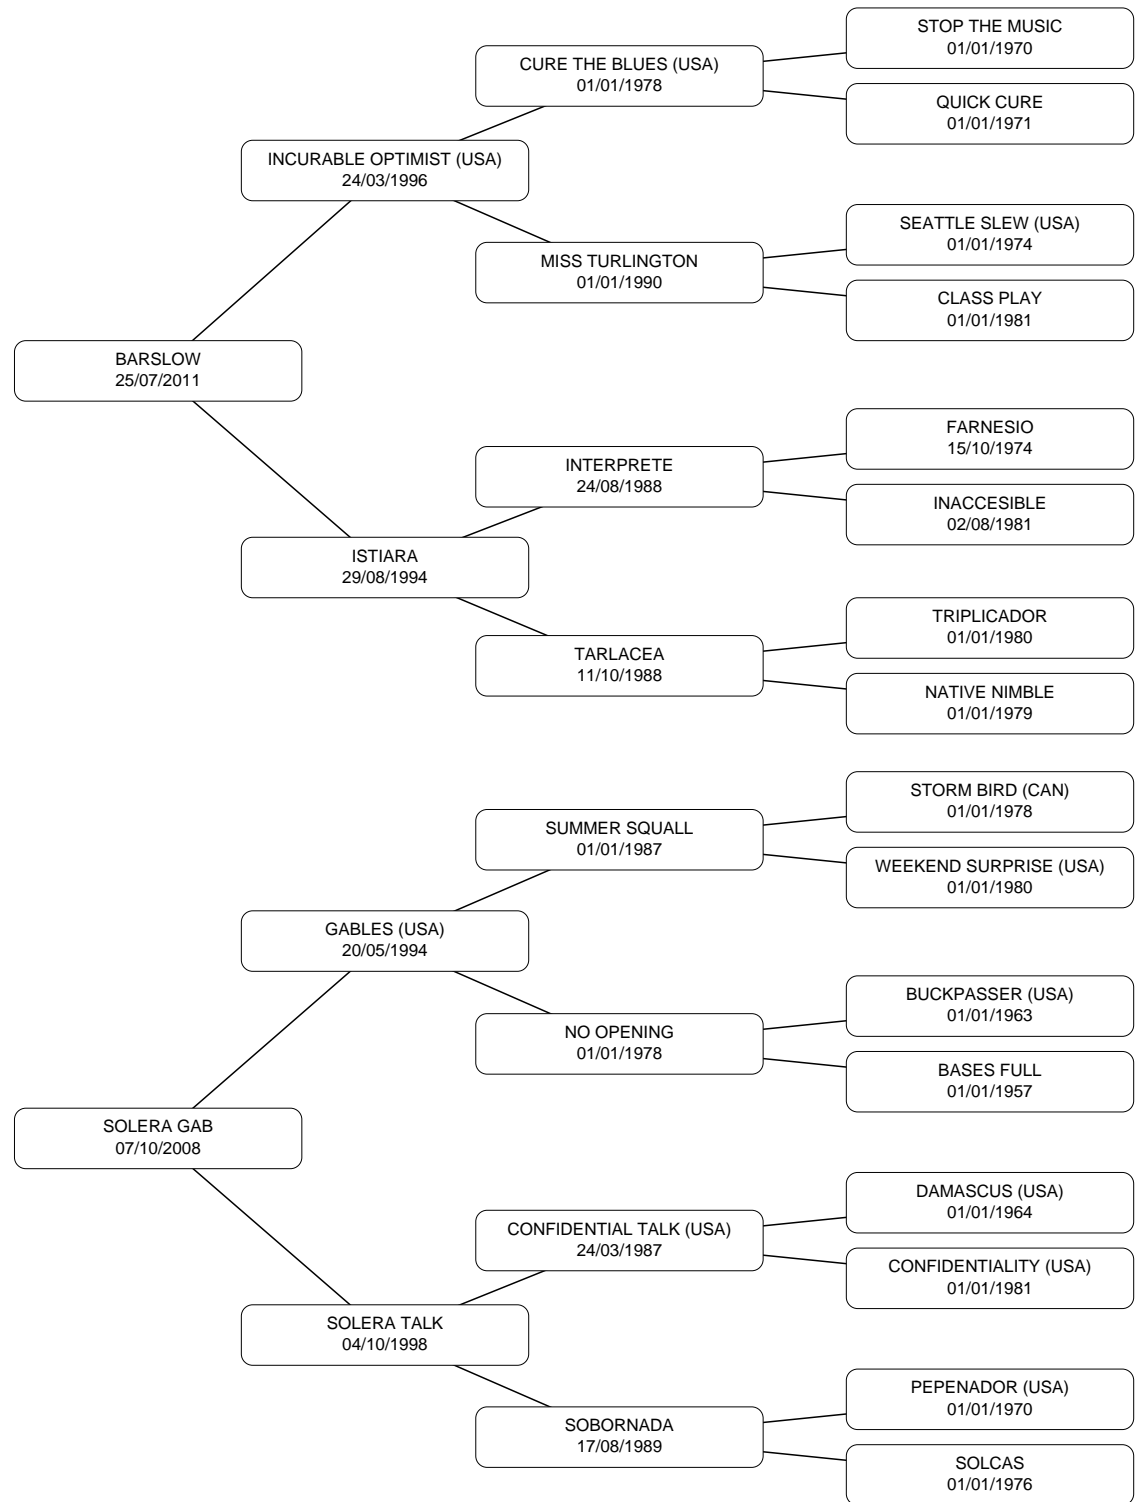 STOP THE MUSIC
01/01/1970
CURE THE BLUES (USA)
01/01/1978
QUICK CURE
01/01/1971
INCURABLE OPTIMIST (USA)
24/03/1996
SEATTLE SLEW (USA)
01/01/1974
MISS TURLINGTON
01/01/1990
CLASS PLAY
01/01/1981
BARSLOW
25/07/2011
FARNESIO
15/10/1974
INTERPRETE
24/08/1988
INACCESIBLE
02/08/1981
ISTIARA
29/08/1994
TRIPLICADOR
01/01/1980
TARLACEA
11/10/1988
NATIVE NIMBLE
01/01/1979
STORM BIRD (CAN)
01/01/1978
SUMMER SQUALL
01/01/1987
WEEKEND SURPRISE (USA)
01/01/1980
GABLES (USA)
20/05/1994
BUCKPASSER (USA)
01/01/1963
NO OPENING
01/01/1978
BASES FULL
01/01/1957
SOLERA GAB
07/10/2008
DAMASCUS (USA)
01/01/1964
CONFIDENTIAL TALK (USA)
24/03/1987
CONFIDENTIALITY (USA)
01/01/1981
SOLERA TALK
04/10/1998
PEPENADOR (USA)
01/01/1970
SOBORNADA
17/08/1989
SOLCAS
01/01/1976